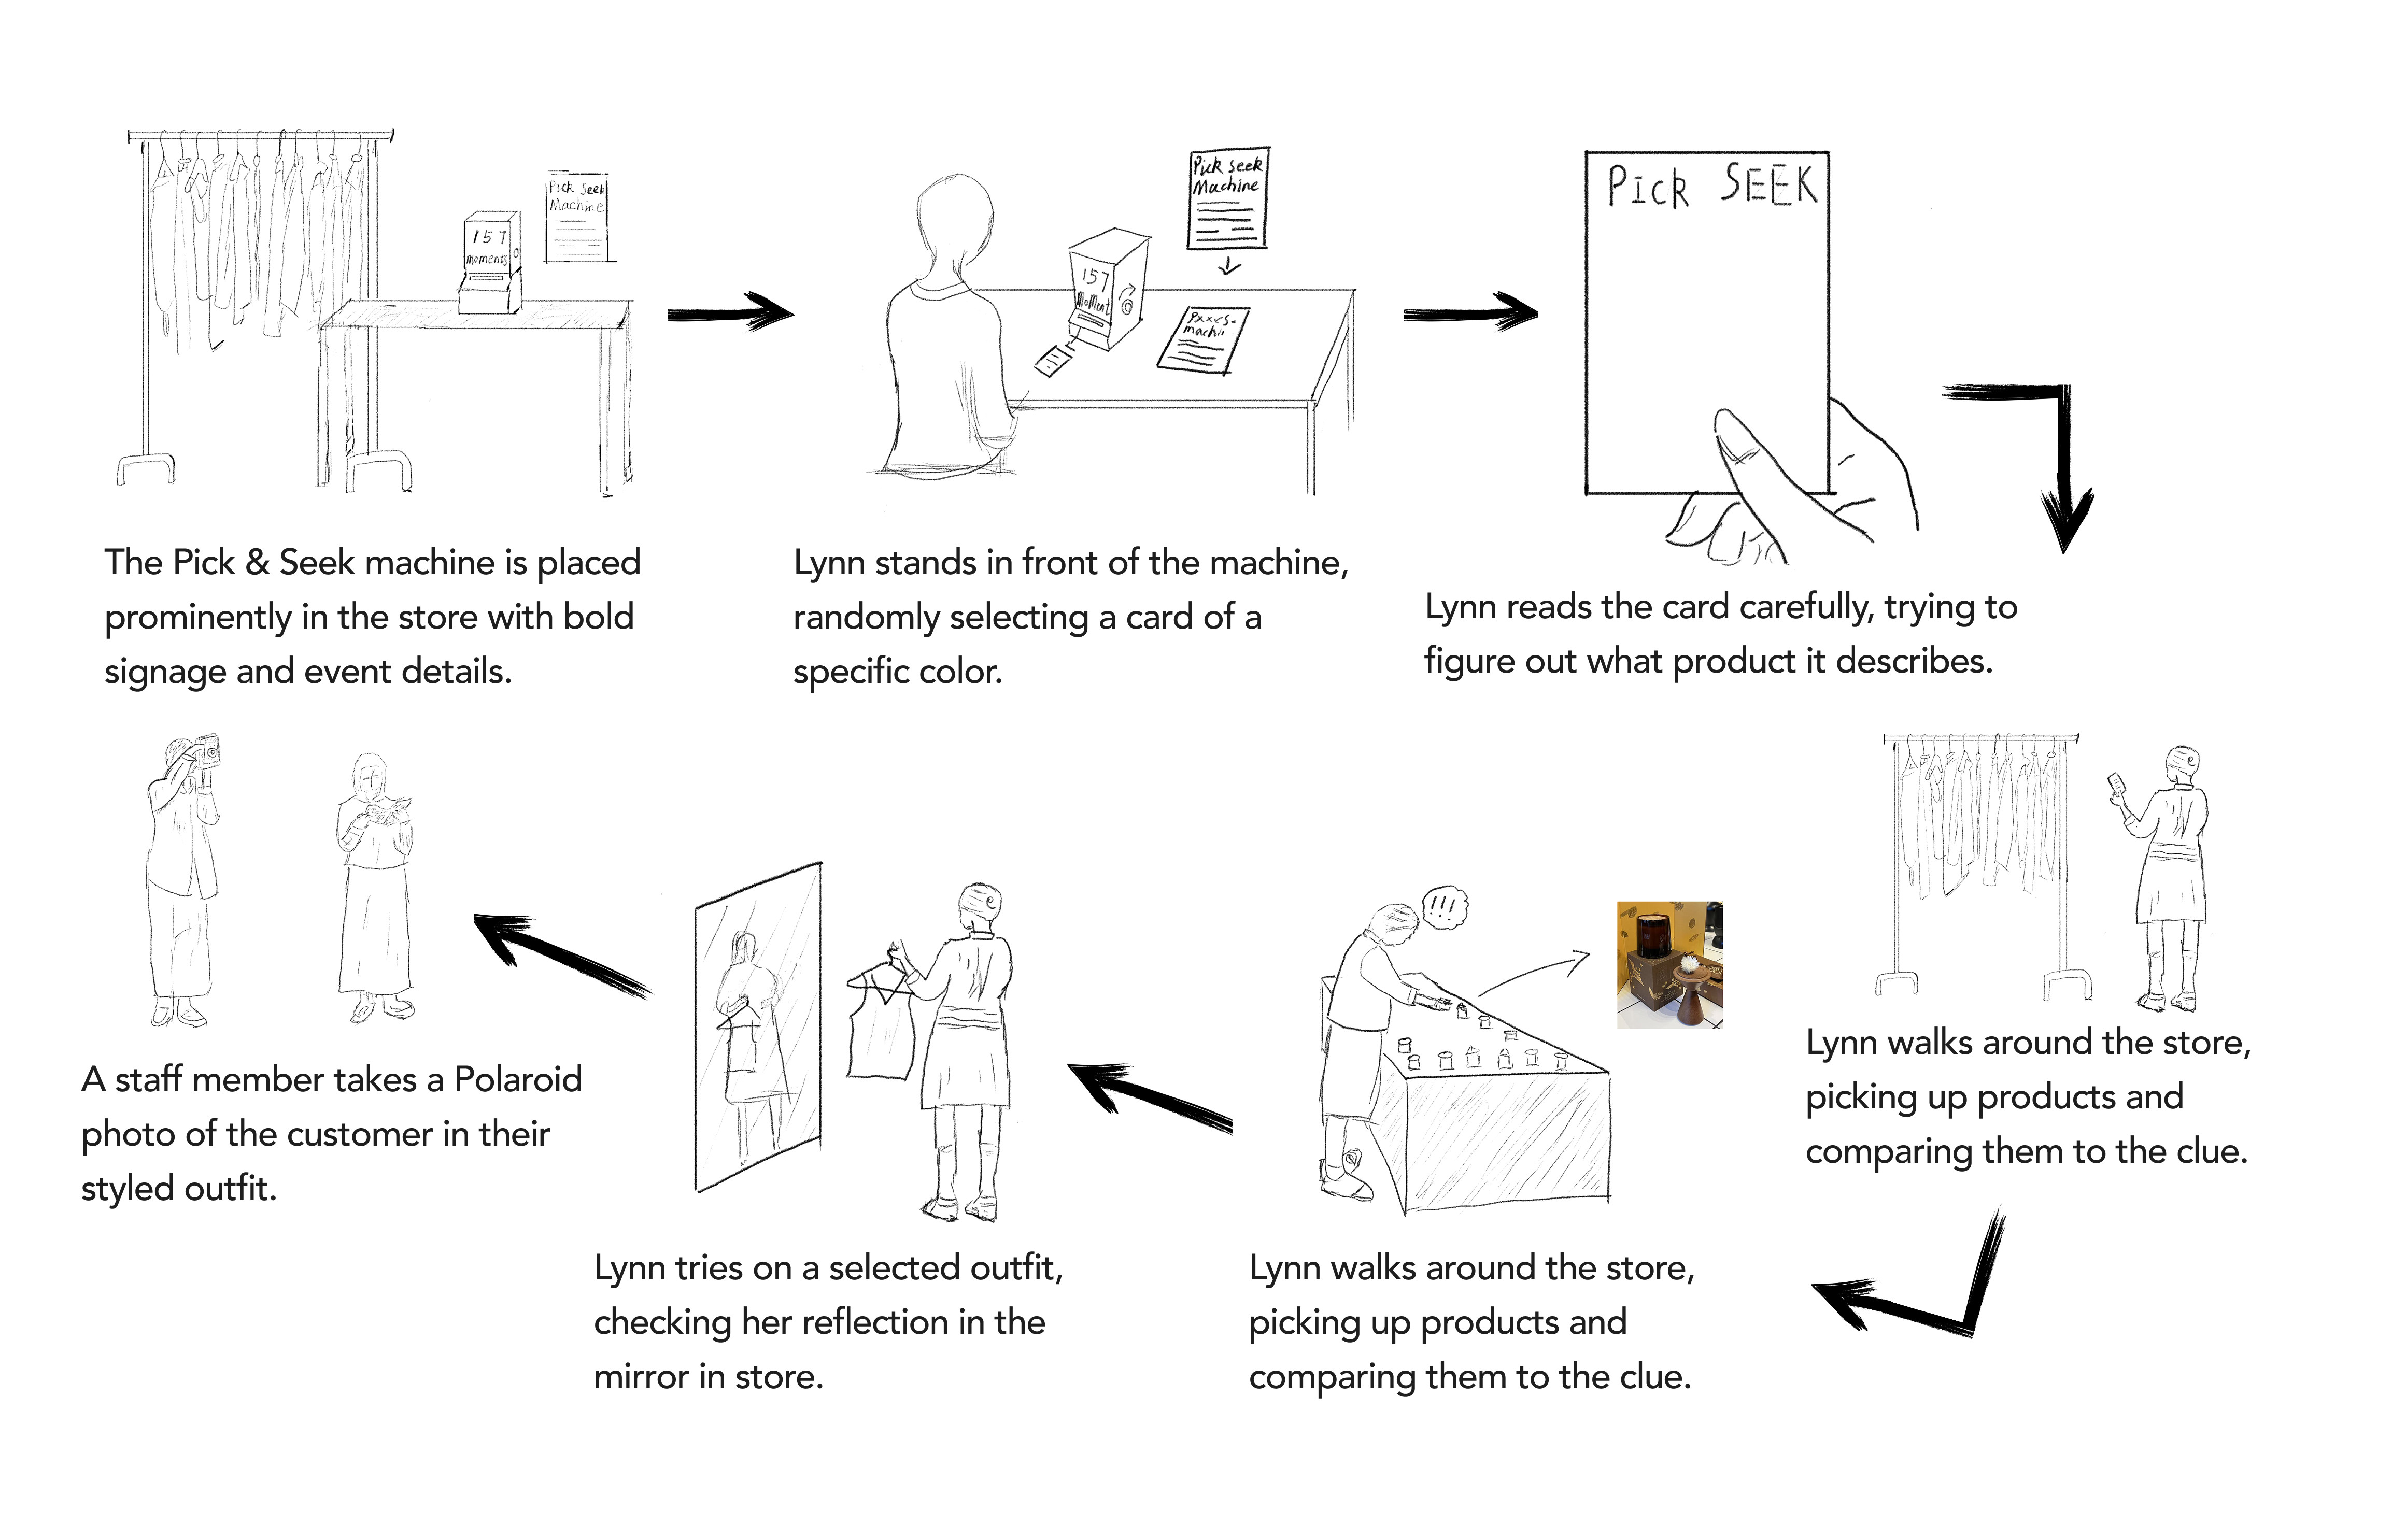 Pick Seek
Machine
157
Moments
The Pick & Seek machine is placed
prominently in the store with bold
signage and event details.
Pick seek
Machine
157
MoMent
machii
Lynn stands in front of the machine,
randomly selecting a card of a
specific color.
Pick SEEK
Lynn reads the card carefully, trying to
figure out what product it describes.
Lynn walks around the store,
picking up products and
comparing them to the clue.
!!!
Lynn walks around the store,
picking up products and
comparing them to the clue.
Lynn tries on a selected outfit,
checking her reflection in the
mirror in store.
A staff member takes a Polaroid
photo of the customer in their
styled outfit.